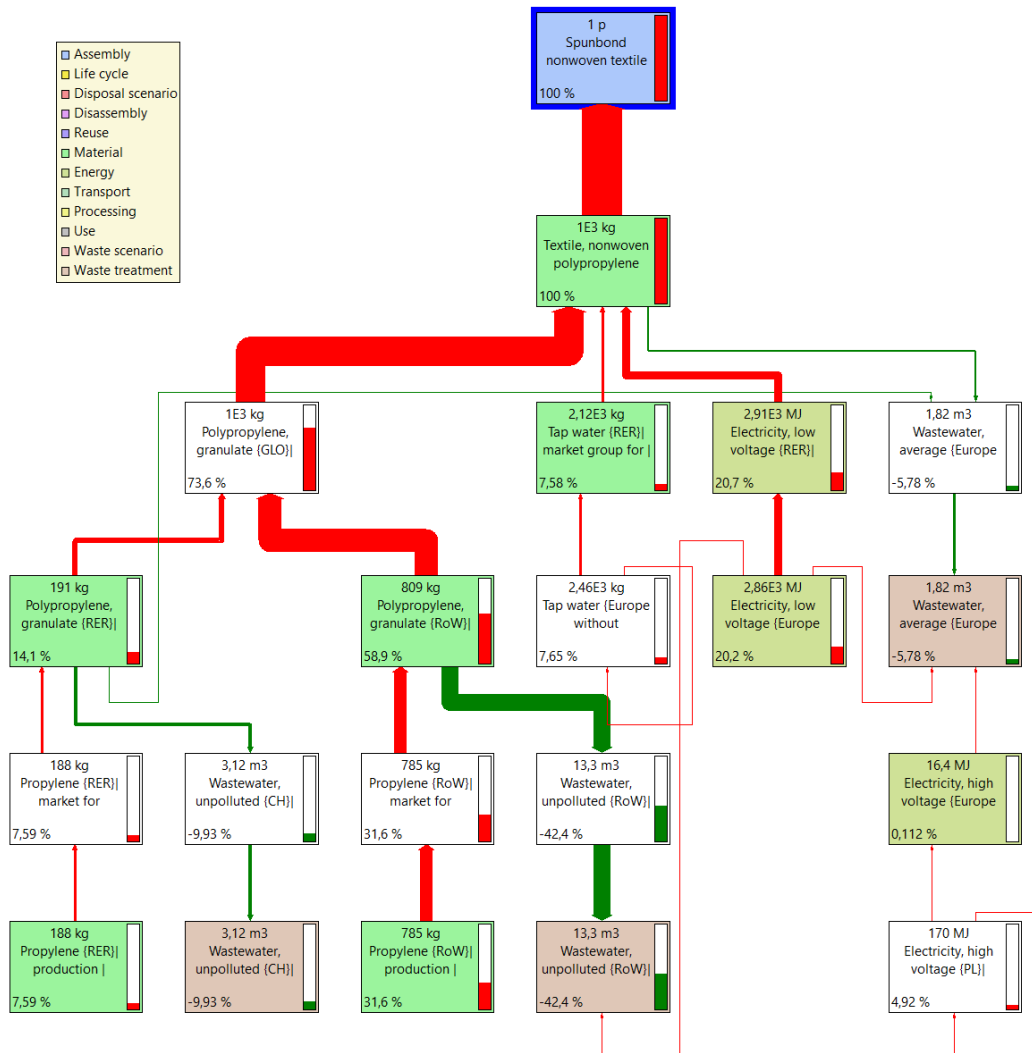 1 p
Spunbond
nonwoven textile
100 %
Assembly
Life cycle
Disposal scenario
Disassembly
Reuse
Material
Energy
Transport
Processing
Use
Waste scenario
Waste treatment
1E3 kg
Textile, nonwoven
polypropylene
100 %
1E3 kg
Polypropylene,
granulate {GLO}|
73,6 %
2,12E3 kg
Tap water {RER}|
market group for |
7,58 %
2,91E3 MJ
Electricity, low
voltage {RER}|
20,7 %
1,82 m3
Wastewater,
average {Europe
-5,78 %
191 kg
Polypropylene,
granulate {RER}|
14,1 %
809 kg
Polypropylene,
granulate {RoW}|
58,9 %
2,46E3 kg
Tap water {Europe
without
7,65 %
2,86E3 MJ
Electricity, low
voltage {Europe
20,2 %
1,82 m3
Wastewater,
average {Europe
-5,78 %
188 kg
Propylene {RER}|
market for
7,59 %
3,12 m3
Wastewater,
unpolluted {CH}|
-9,93 %
785 kg
Propylene {RoW}|
market for
31,6 %
13,3 m3
Wastewater,
unpolluted {RoW}|
-42,4 %
16,4 MJ
Electricity, high
voltage {Europe
0,112 %
188 kg
Propylene {RER}|
production |
7,59 %
3,12 m3
Wastewater,
unpolluted {CH}|
-9,93 %
785 kg
Propylene {RoW}|
production |
31,6 %
13,3 m3
Wastewater,
unpolluted {RoW}|
-42,4 %
170 MJ
Electricity, high
voltage {PL}|
4,92 %